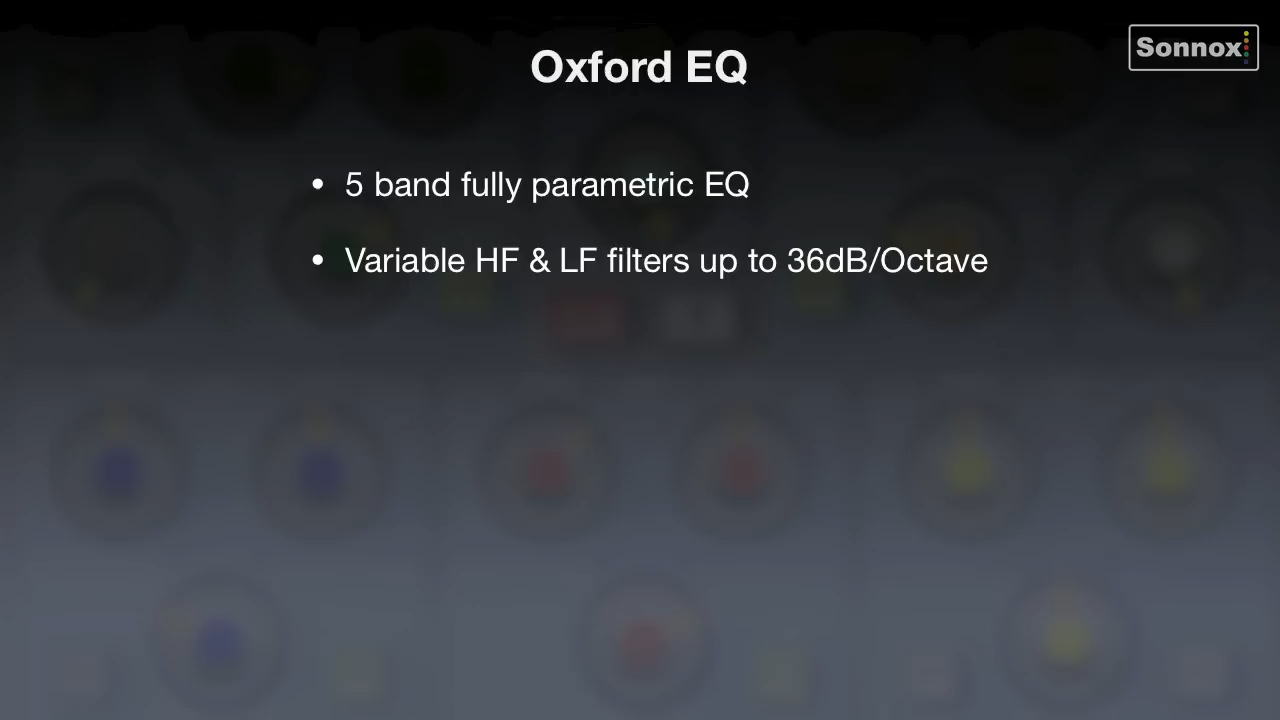 Oxford EQ
Sonnox
• 5 band fully parametric EQ
• Variable HF & LF filters up to 36dB/Octave